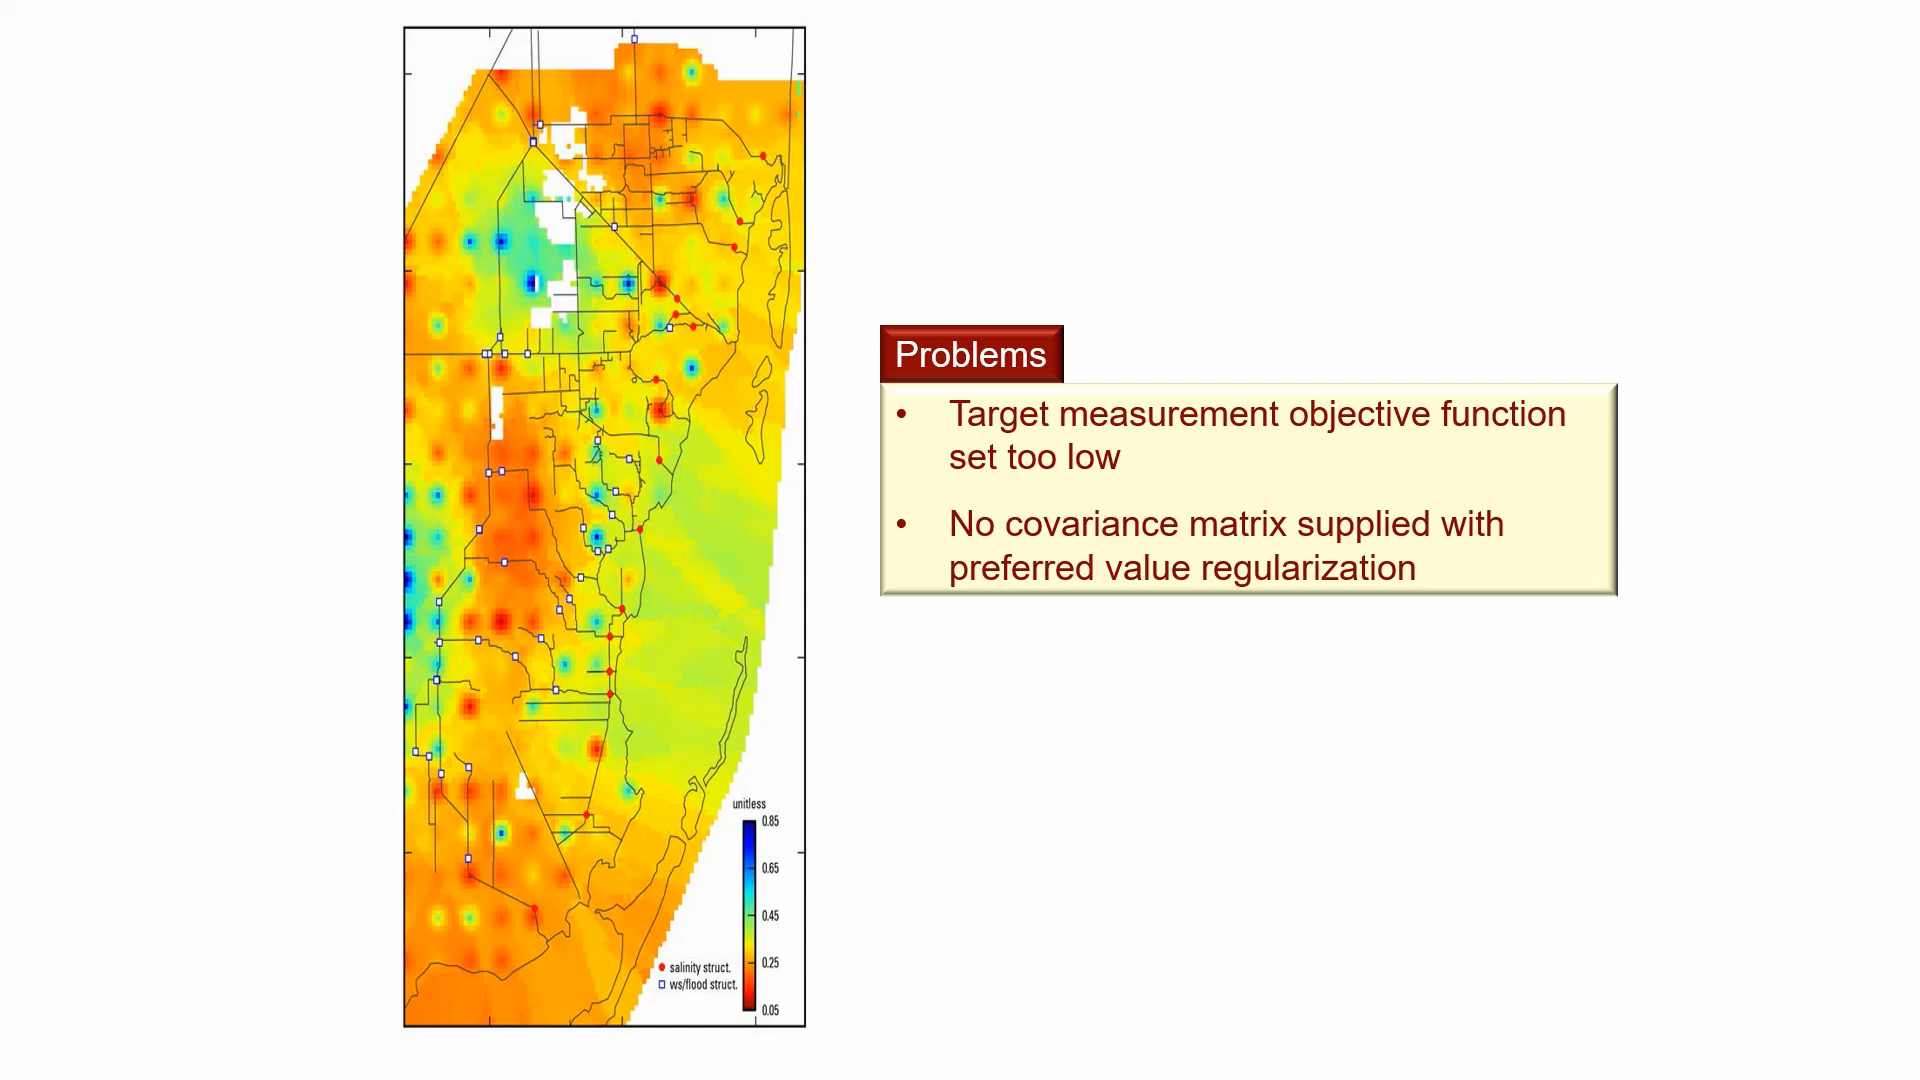 unitless
0.85
0.65
0.45
0.25
0.05
salinity struct.
ws/flood struct.
Problems
• Target measurement objective function
set too low
• No covariance matrix supplied with
preferred value regularization